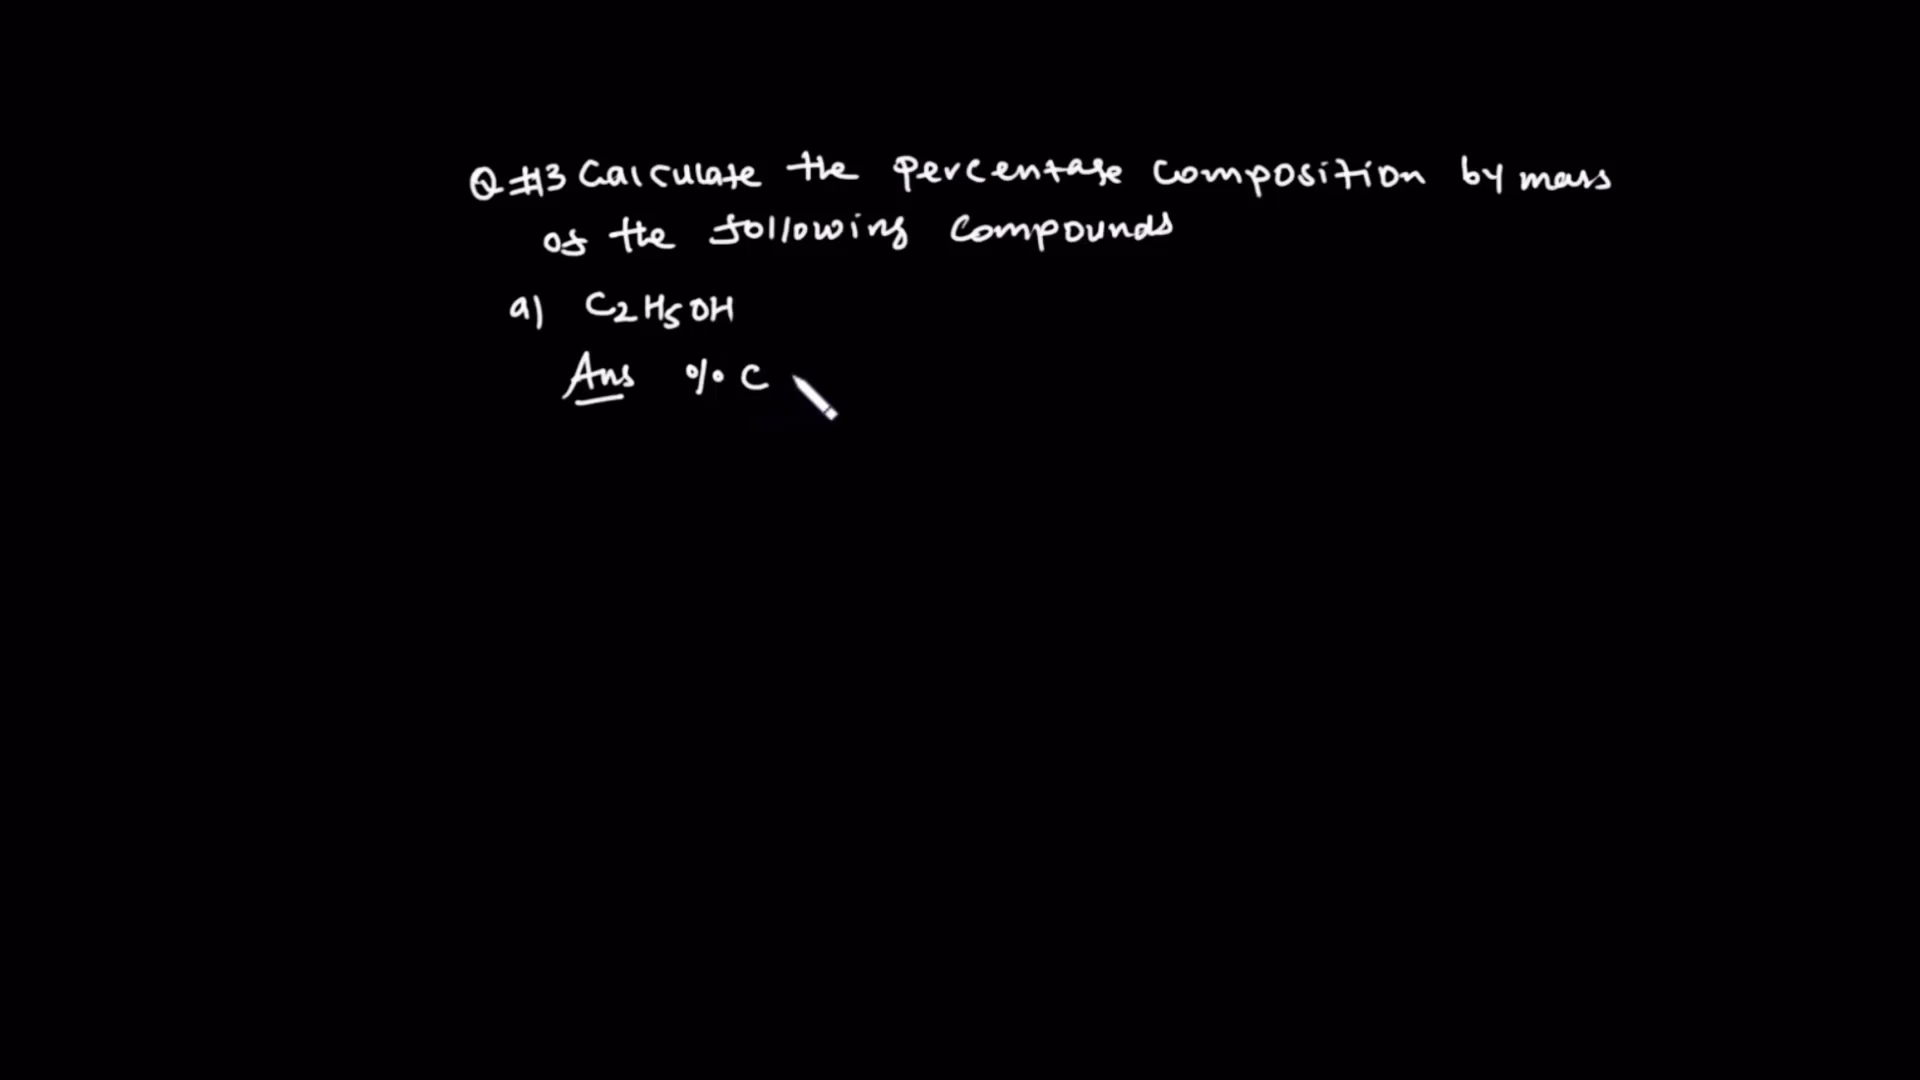 Q #3 Calculate the percentage composition by mass
of the following compounds
a) C₂H₅OH
Ans % C